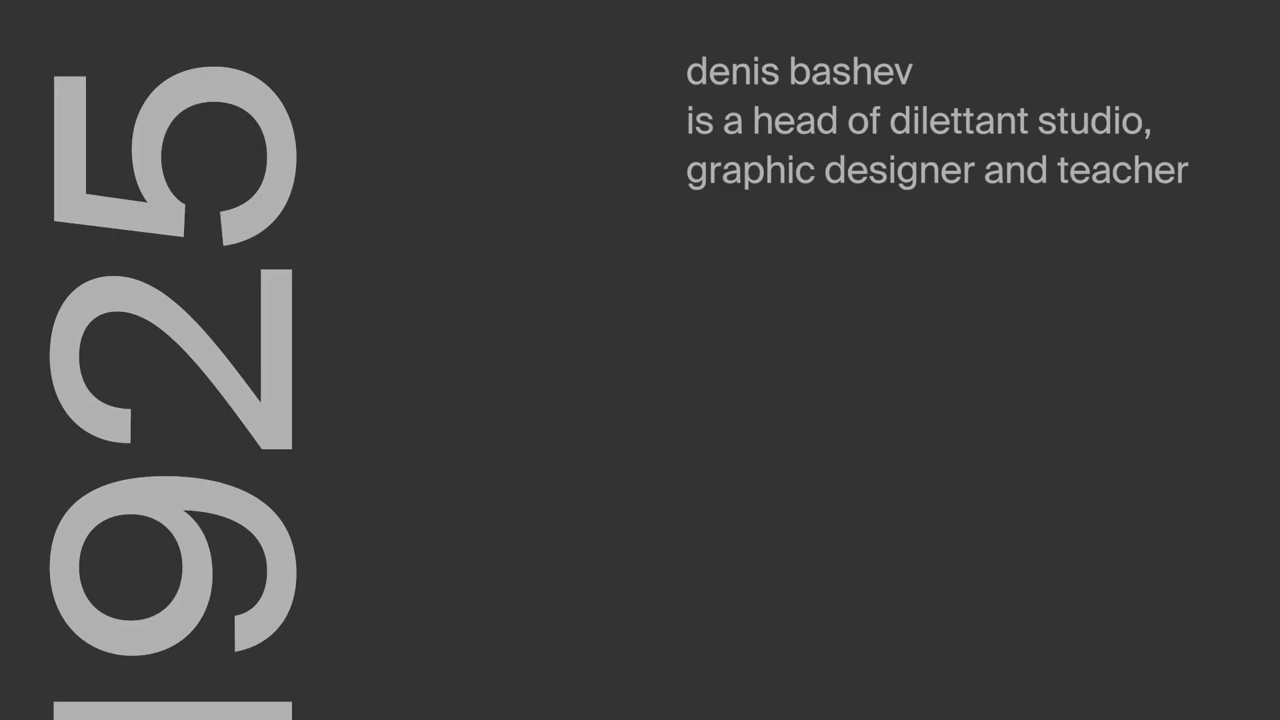 1925
denis bashev
is a head of dilettant studio,
graphic designer and teacher